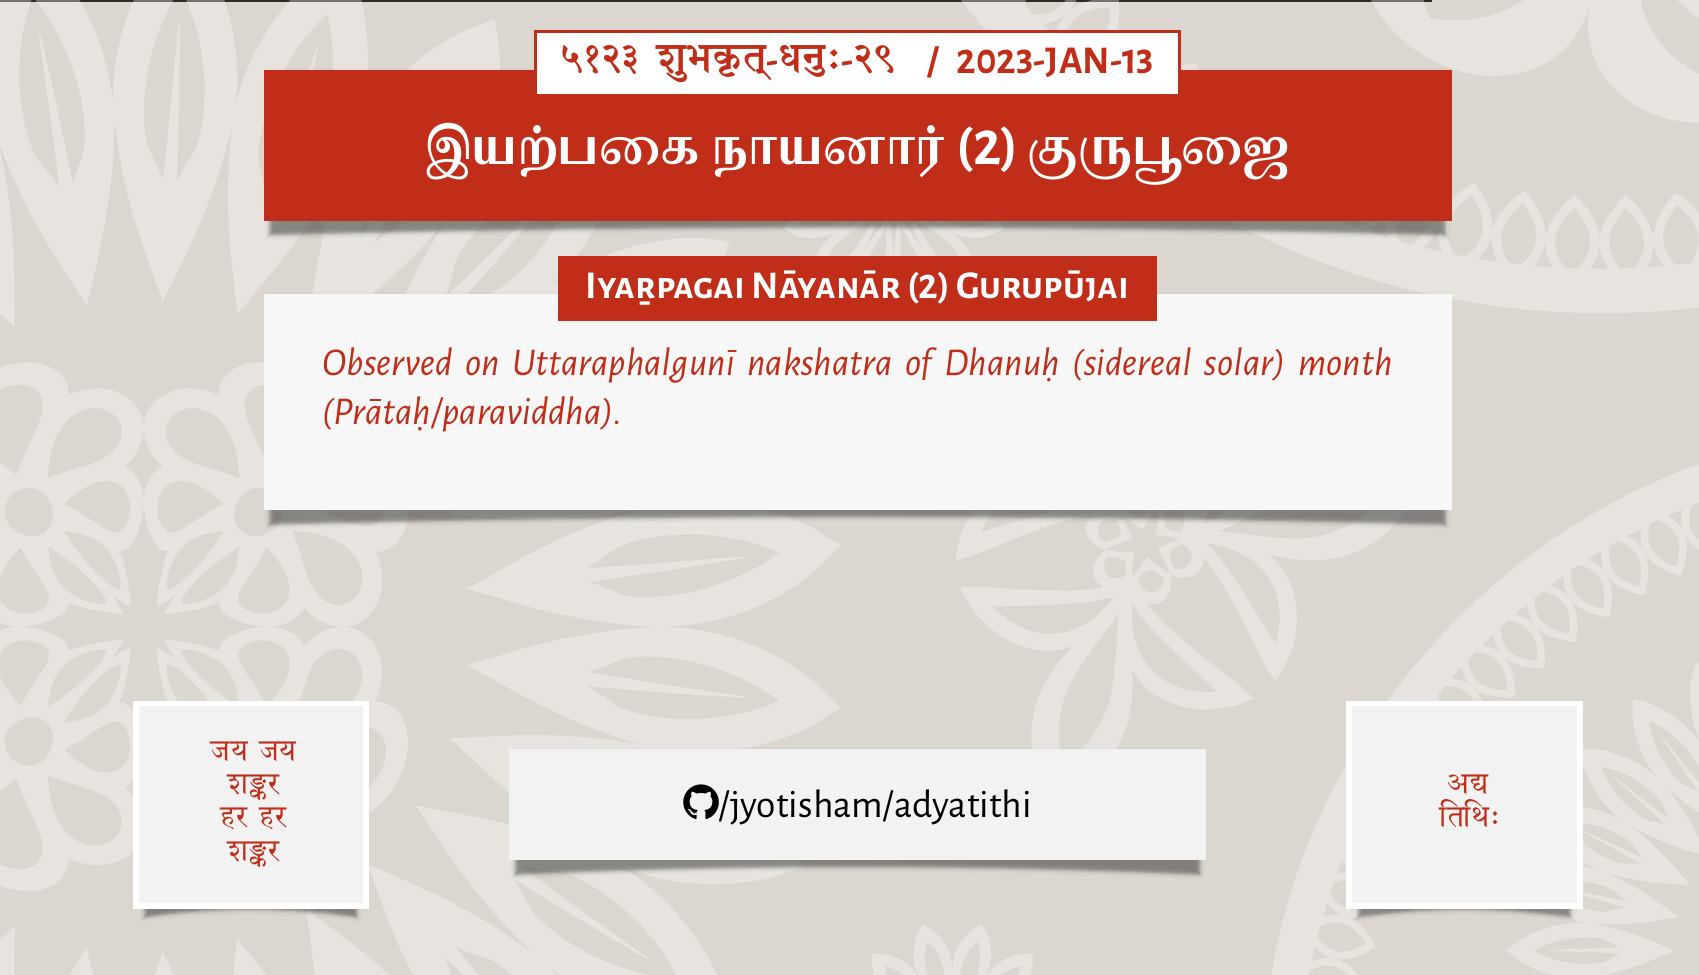 ५१२३ शुभकृत्-धनुः-२९ / 2023-JAN-13
இயற்பகை நாயனார் (2) குருபூஜை
Iyaṟpagai Nāyanār (2) Gurupūjai
Observed on Uttaraphalgunī nakshatra of Dhanuḥ (sidereal solar) month
(Prātaḥ/paraviddha).
जय जय
शङ्कर
हर हर
शङ्कर
/jyotisham/adyatithi
अद्य
तिथिः